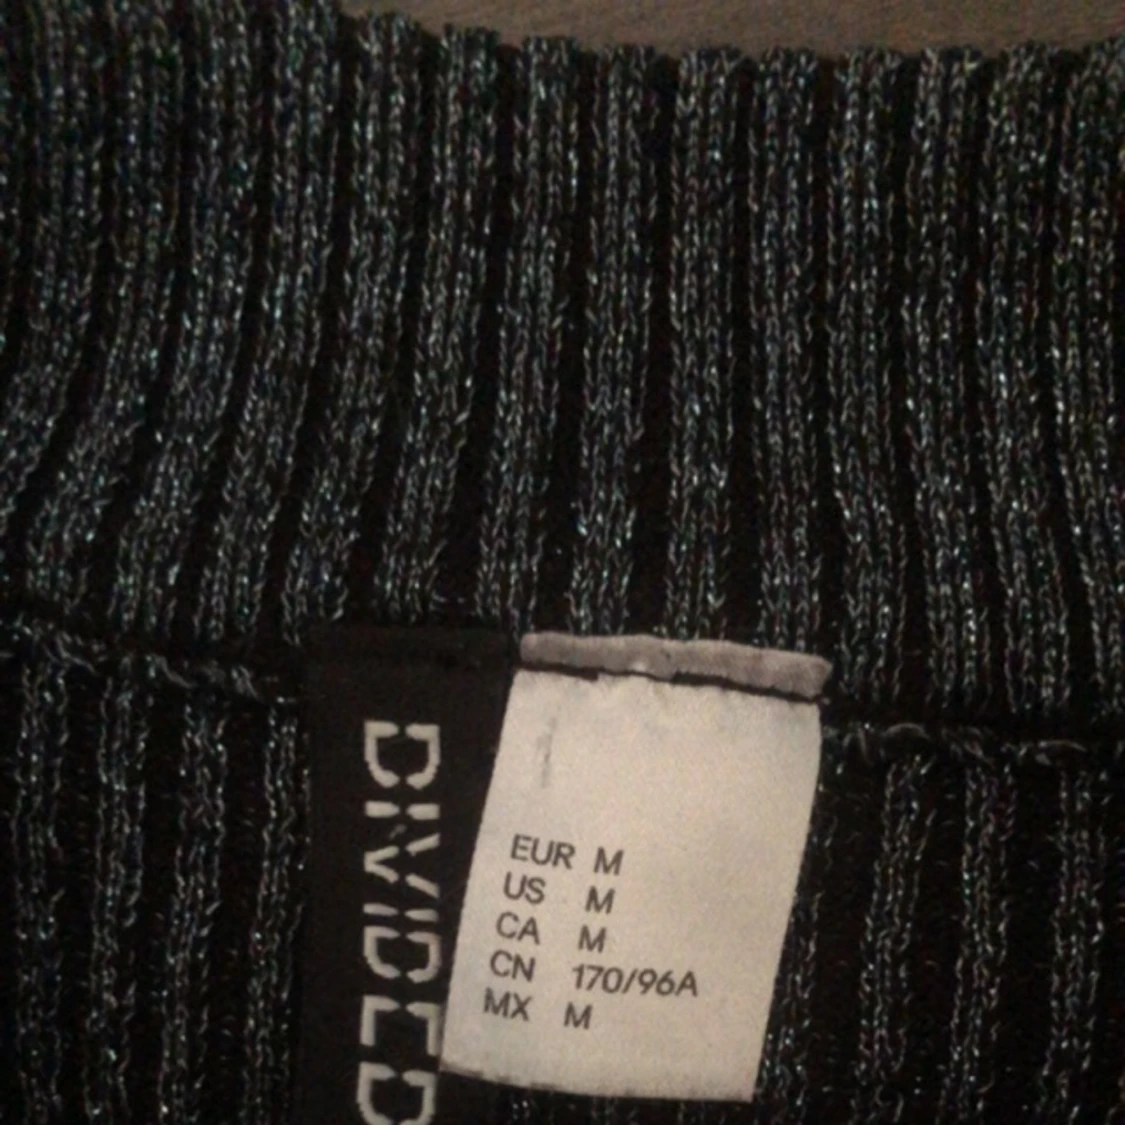 DIVIDED
EUR M
US M
CA M
CN 170/96A
MX M